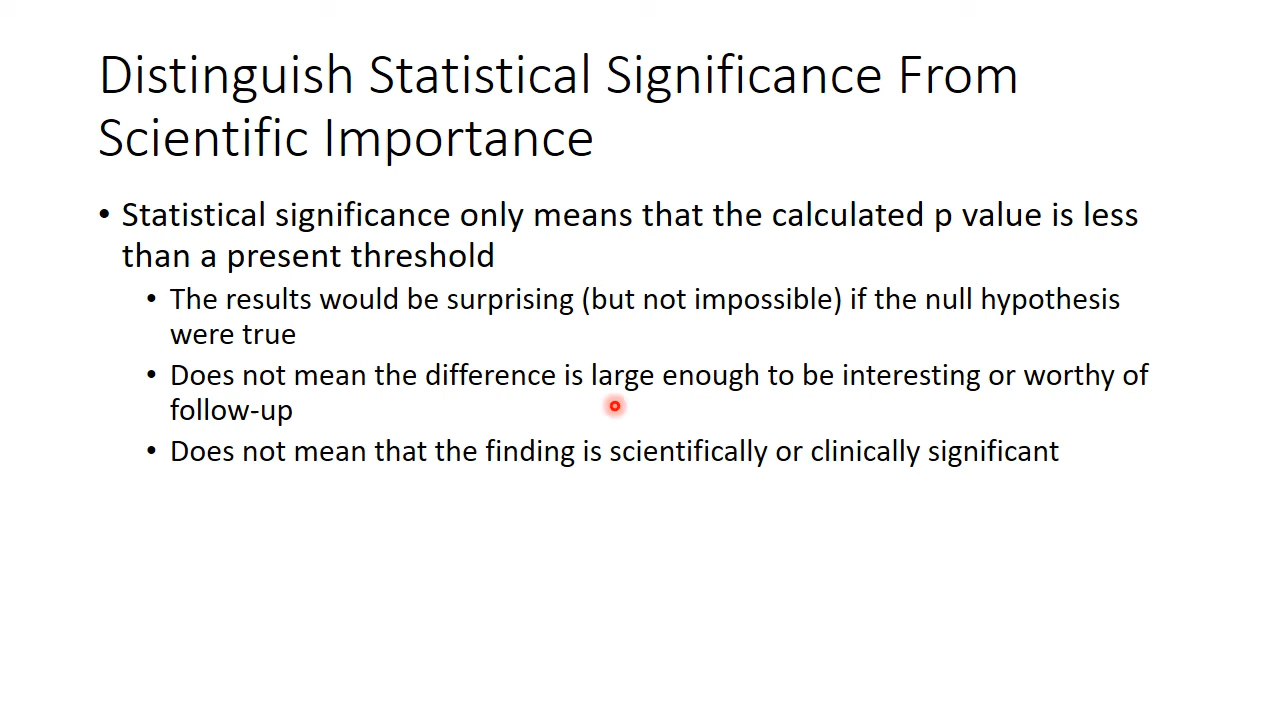 Distinguish Statistical Significance From
Scientific Importance
• Statistical significance only means that the calculated p value is less
than a present threshold
• The results would be surprising (but not impossible) if the null hypothesis
were true
• Does not mean the difference is large enough to be interesting or worthy of
follow-up
• Does not mean that the finding is scientifically or clinically significant